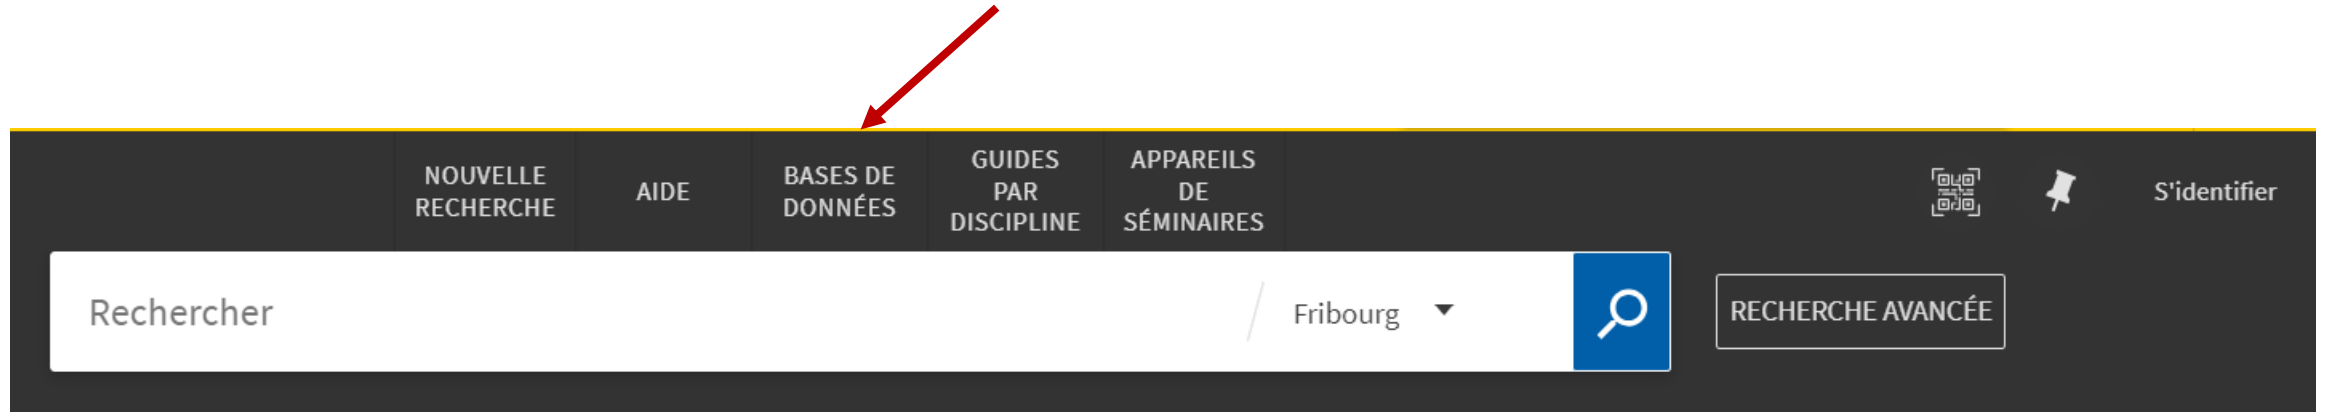 NOUVELLE
RECHERCHE
AIDE
BASES DE
DONNÉES
GUIDES
PAR
DISCIPLINE
APPAREILS
DE
SÉMINAIRES
S'identifier
Rechercher
Fribourg
RECHERCHE AVANCÉE